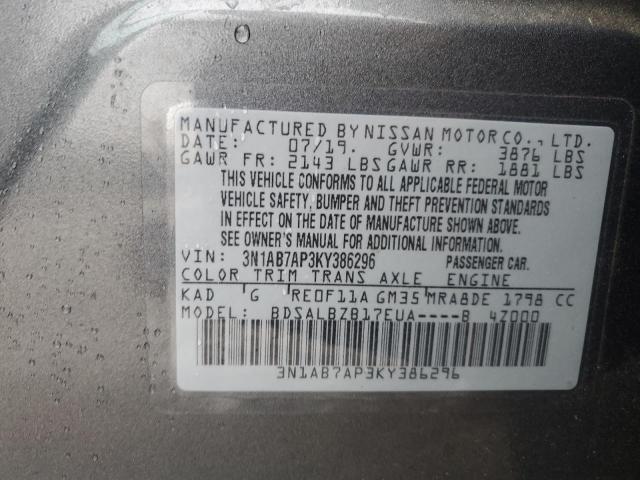 MANUFACTURED BY NISSAN MOTOR CO., LTD.
DATE: 07/19. GVWR: 3876 LBS
GAWR FR: 2143 LBS GAWR RR: 1881 LBS
THIS VEHICLE CONFORMS TO ALL APPLICABLE FEDERAL MOTOR
VEHICLE SAFETY, BUMPER AND THEFT PREVENTION STANDARDS
IN EFFECT ON THE DATE OF MANUFACTURE SHOWN ABOVE.
SEE OWNER'S MANUAL FOR ADDITIONAL INFORMATION.
VIN: 3N1AB7AP3KY386296 PASSENGER CAR.
COLOR TRIM TRANS AXLE ENGINE
KAD G RE0F11A GM35 MRA8DE 1798 CC
MODEL: BDSALBZB17EUA----B 4Z000
3N1AB7AP3KY386296